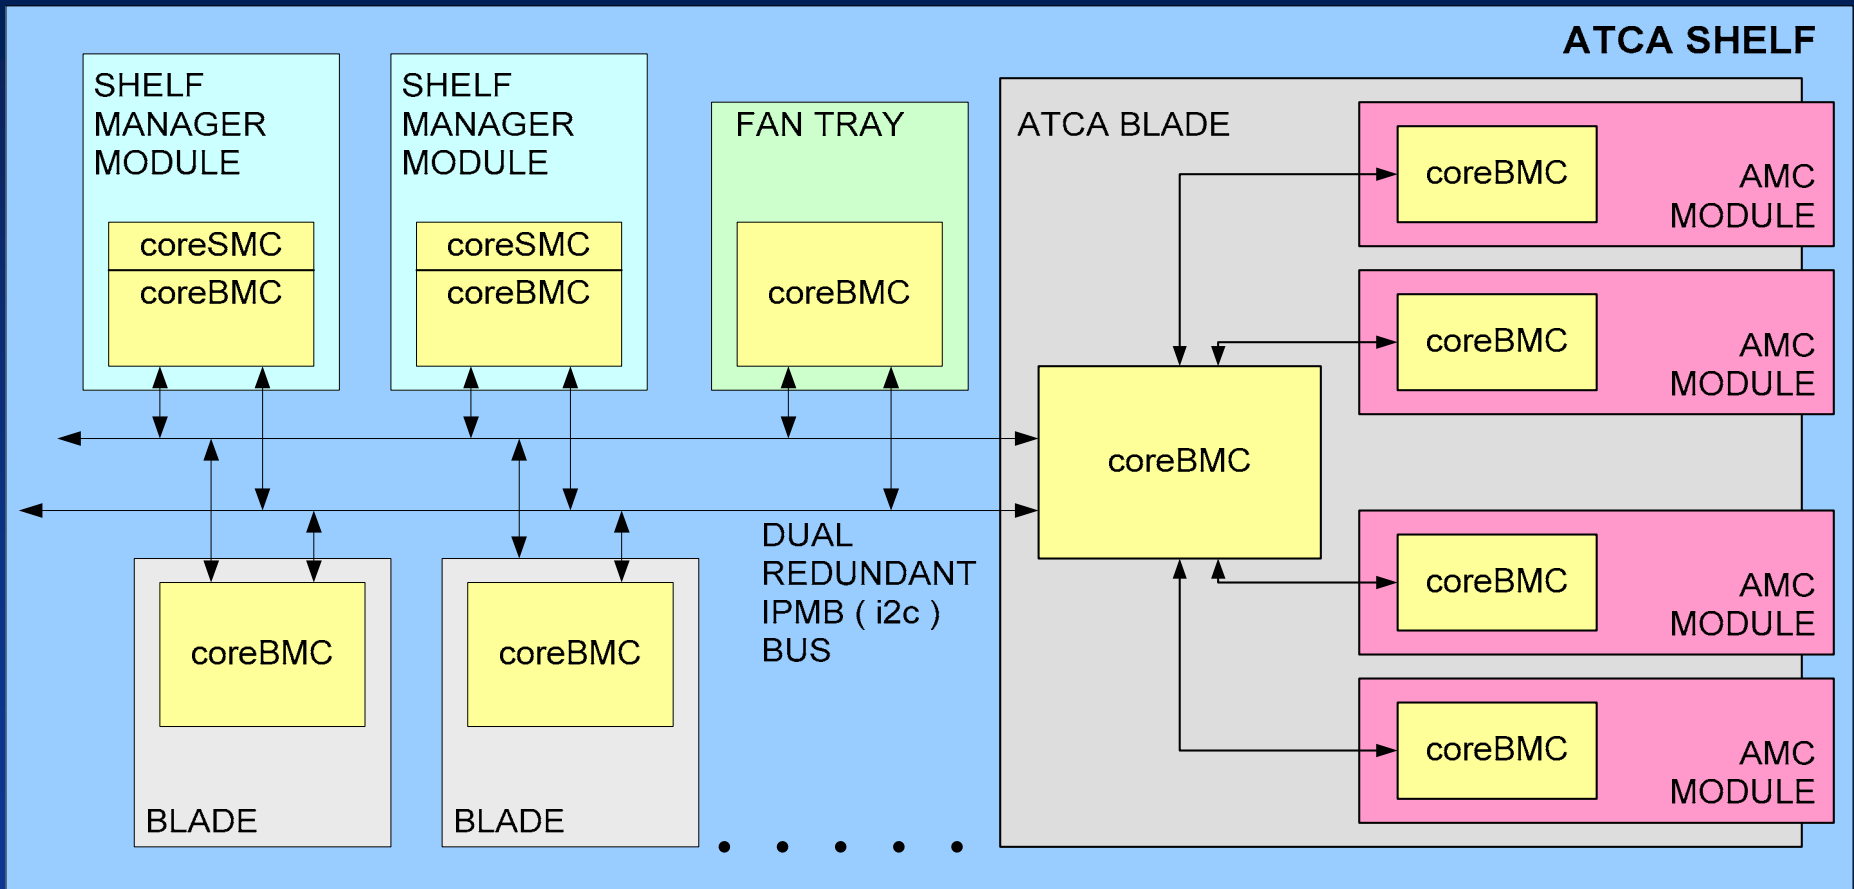 ATCA SHELF
SHELF
MANAGER
MODULE
coreSMC
coreBMC
SHELF
MANAGER
MODULE
coreSMC
coreBMC
FAN TRAY
coreBMC
ATCA BLADE
coreBMC
coreBMC
AMC
MODULE
coreBMC
AMC
MODULE
coreBMC
AMC
MODULE
coreBMC
AMC
MODULE
DUAL
REDUNDANT
IPMB ( i2c )
BUS
coreBMC
BLADE
coreBMC
BLADE